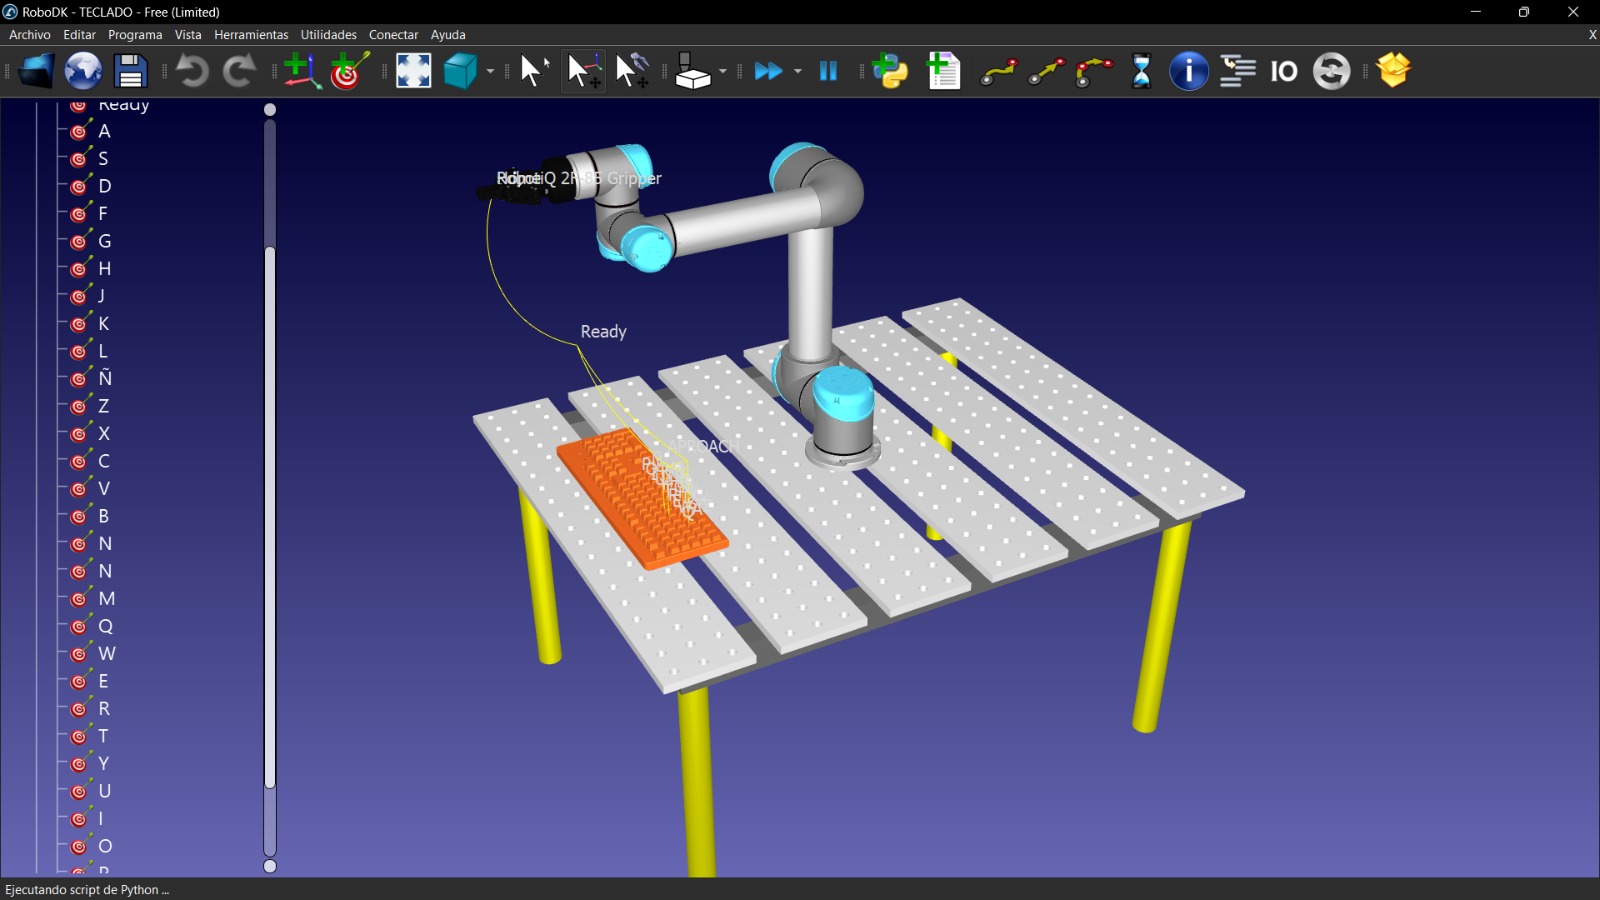 RoboDK - TECLADO - Free (Limited)
Archivo Editar Programa Vista Herramientas Utilidades Conectar Ayuda X
IO
Ready
A
S
D
F
G
H
J
K
L
Ñ
Z
X
C
V
B
N
N
M
Q
W
E
R
T
Y
U
I
O
RobotiQ 2F-85 Gripper
Ready
APPROACH
Ejecutando script de Python ...